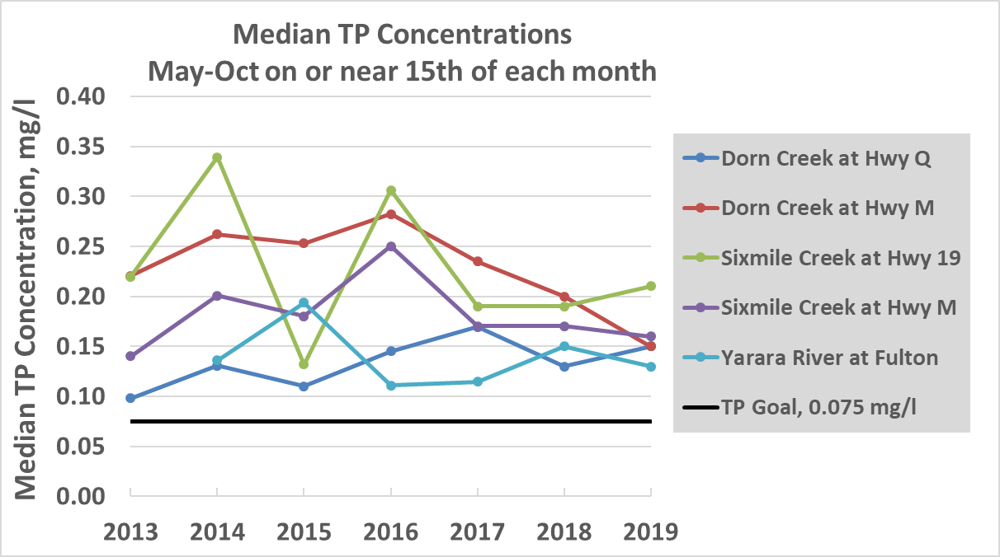 Median TP Concentrations
May-Oct on or near 15th of each month
Median TP Concentration, mg/l
0.40
0.35
0.30
0.25
0.20
0.15
0.10
0.05
0.00
2013 2014 2015 2016 2017 2018 2019
Dorn Creek at Hwy Q
Dorn Creek at Hwy M
Sixmile Creek at Hwy 19
Sixmile Creek at Hwy M
Yarara River at Fulton
TP Goal, 0.075 mg/l